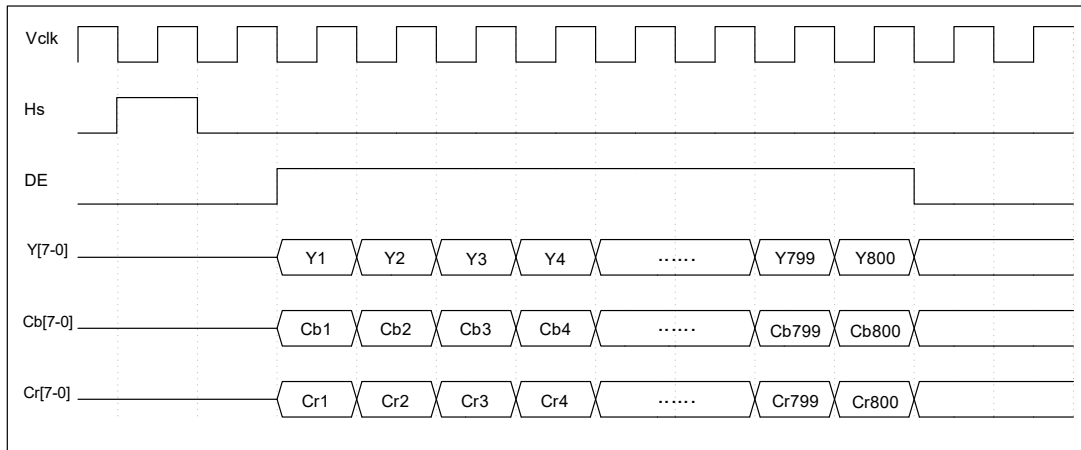 Vclk
Hs
DE
Y[7-0] Y1 Y2 Y3 Y4 ······ Y799 Y800
Cb[7-0] Cb1 Cb2 Cb3 Cb4 ······ Cb799 Cb800
Cr[7-0] Cr1 Cr2 Cr3 Cr4 ······ Cr799 Cr800